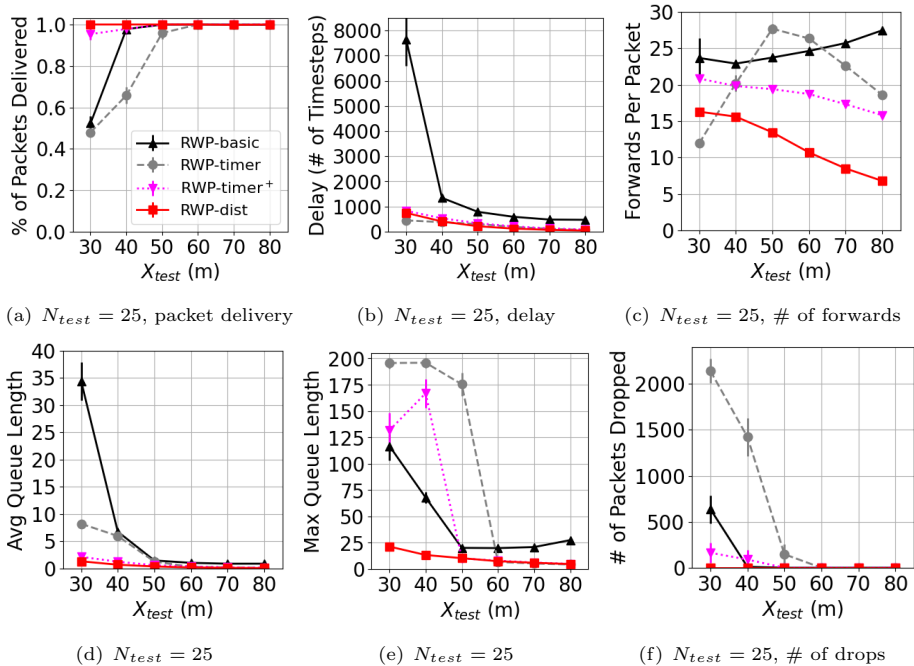 % of Packets Delivered
1.0
0.8
0.6
0.4
0.2
0.0
RWP-basic
RWP-timer
RWP-timer⁺
RWP-dist
30 40 50 60 70 80
X_test (m)
(a) N_test = 25, packet delivery
Delay (# of Timesteps)
8000
7000
6000
5000
4000
3000
2000
1000
0
30 40 50 60 70 80
X_test (m)
(b) N_test = 25, delay
Forwards Per Packet
30
25
20
15
10
5
0
30 40 50 60 70 80
X_test (m)
(c) N_test = 25, # of forwards
Avg Queue Length
40
35
30
25
20
15
10
5
0
30 40 50 60 70 80
X_test (m)
(d) N_test = 25
Max Queue Length
200
175
150
125
100
75
50
25
0
30 40 50 60 70 80
X_test (m)
(e) N_test = 25
# of Packets Dropped
2000
1500
1000
500
0
30 40 50 60 70 80
X_test (m)
(f) N_test = 25, # of drops